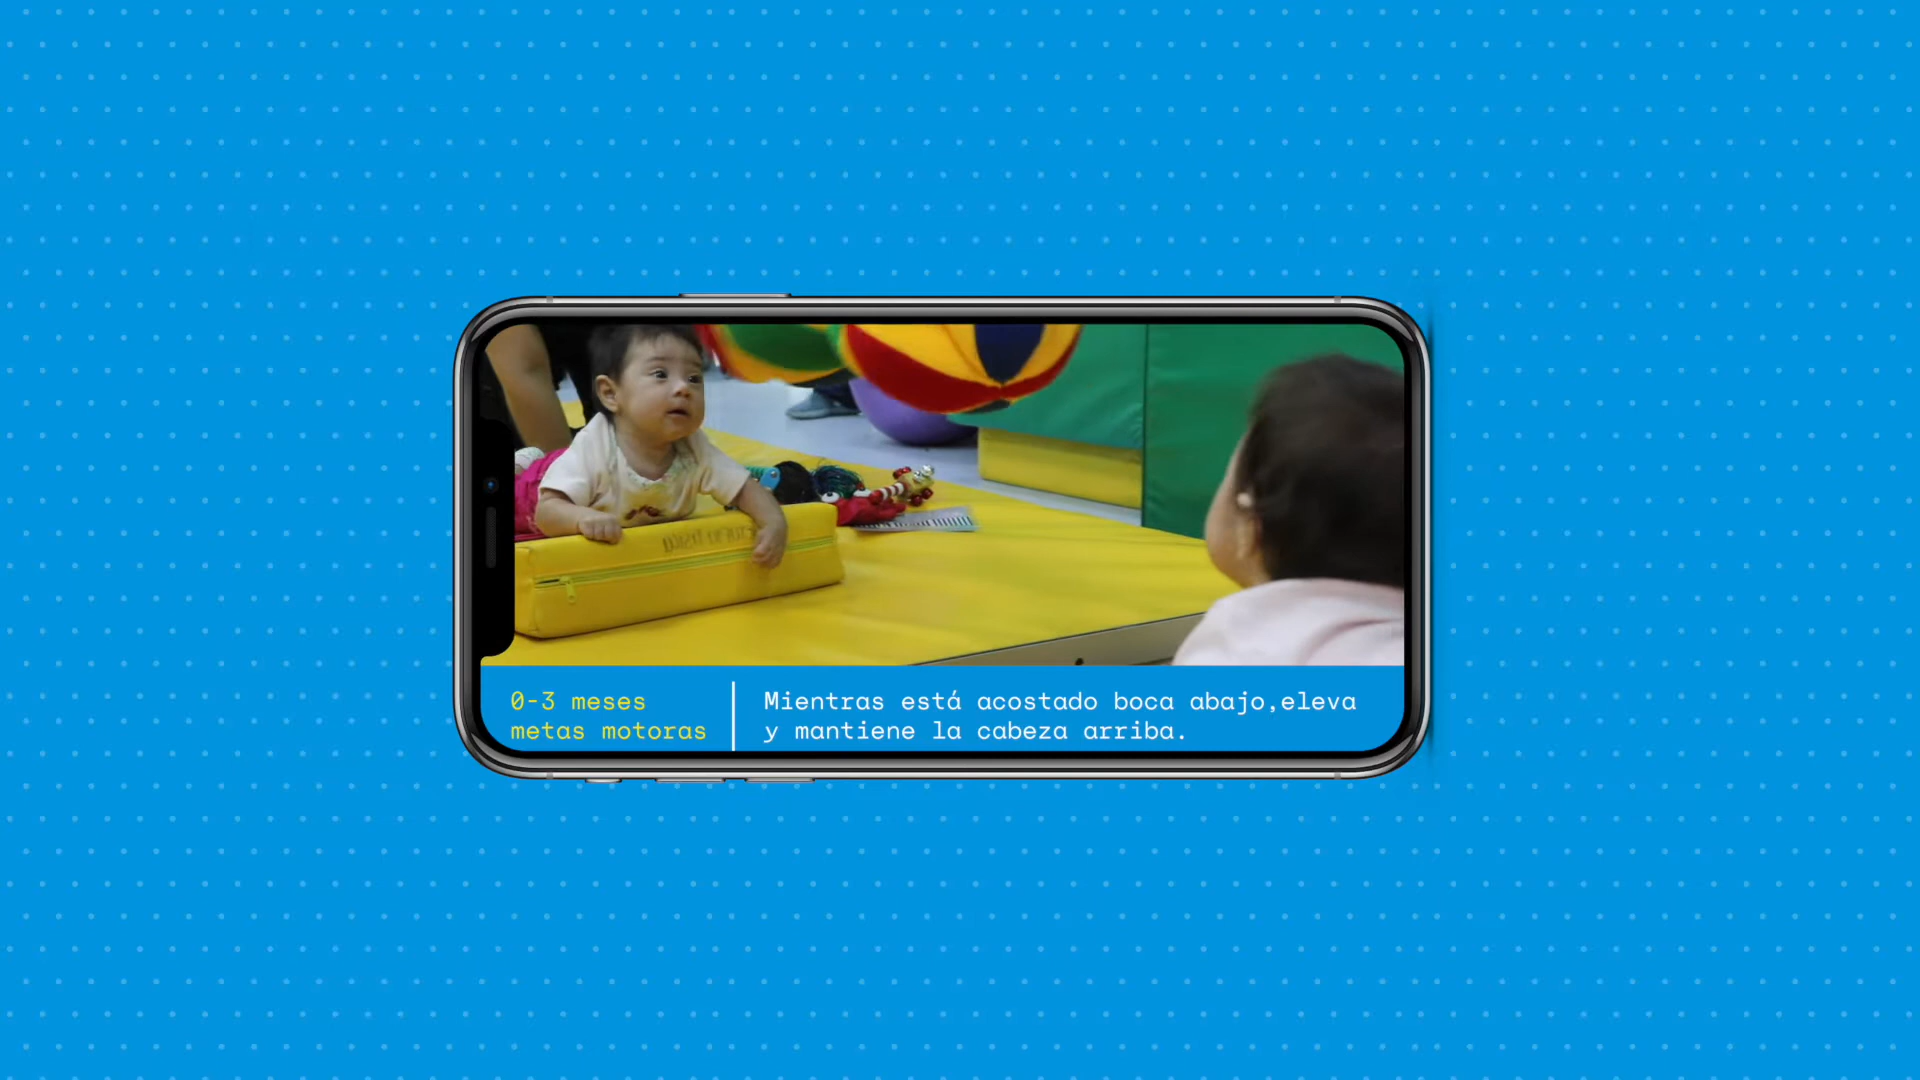 0-3 meses
metas motoras
Mientras está acostado boca abajo,eleva
y mantiene la cabeza arriba.